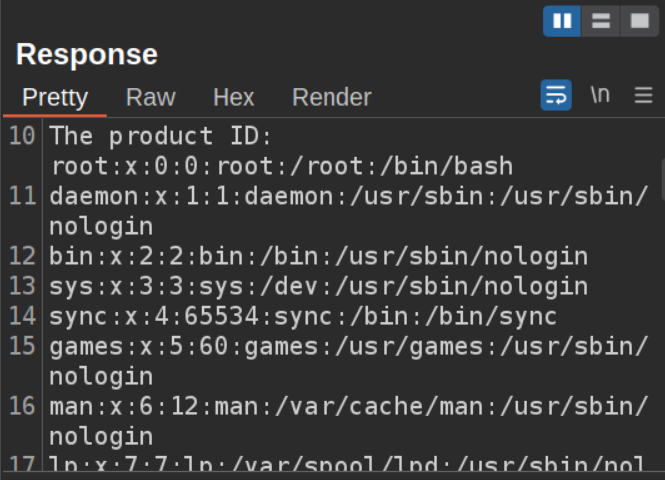 Response
Pretty Raw Hex Render \n
10 The product ID:
root:x:0:0:root:/root:/bin/bash
11 daemon:x:1:1:daemon:/usr/sbin:/usr/sbin/
nologin
12 bin:x:2:2:bin:/bin:/usr/sbin/nologin
13 sys:x:3:3:sys:/dev:/usr/sbin/nologin
14 sync:x:4:65534:sync:/bin:/bin/sync
15 games:x:5:60:games:/usr/games:/usr/sbin/
nologin
16 man:x:6:12:man:/var/cache/man:/usr/sbin/
nologin
17 lp:x:7:7:lp:/var/spool/lpd:/usr/sbin/nol